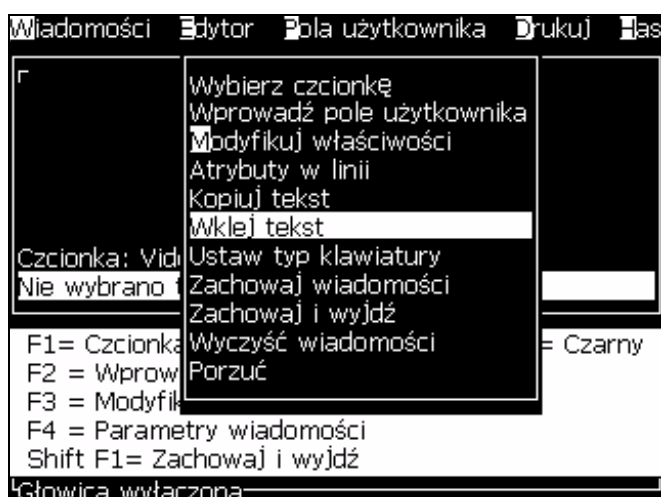 Wiadomości Edytor Pola użytkownika Drukuj Has
Wybierz czcionkę
Wprowadź pole użytkownika
Modyfikuj właściwości
Atrybuty w linii
Kopiuj tekst
Wklej tekst
Ustaw typ klawiatury
Zachowaj wiadomości
Zachowaj i wyjdź
Wyczyść wiadomości
Porzuć
Czcionka: Vid
Nie wybrano
F1= Czcionka = Czarny
F2 = Wprow
F3 = Modyfik
F4 = Parametry wiadomości
Shift F1= Zachowaj i wyjdź
Głowica wyłączona